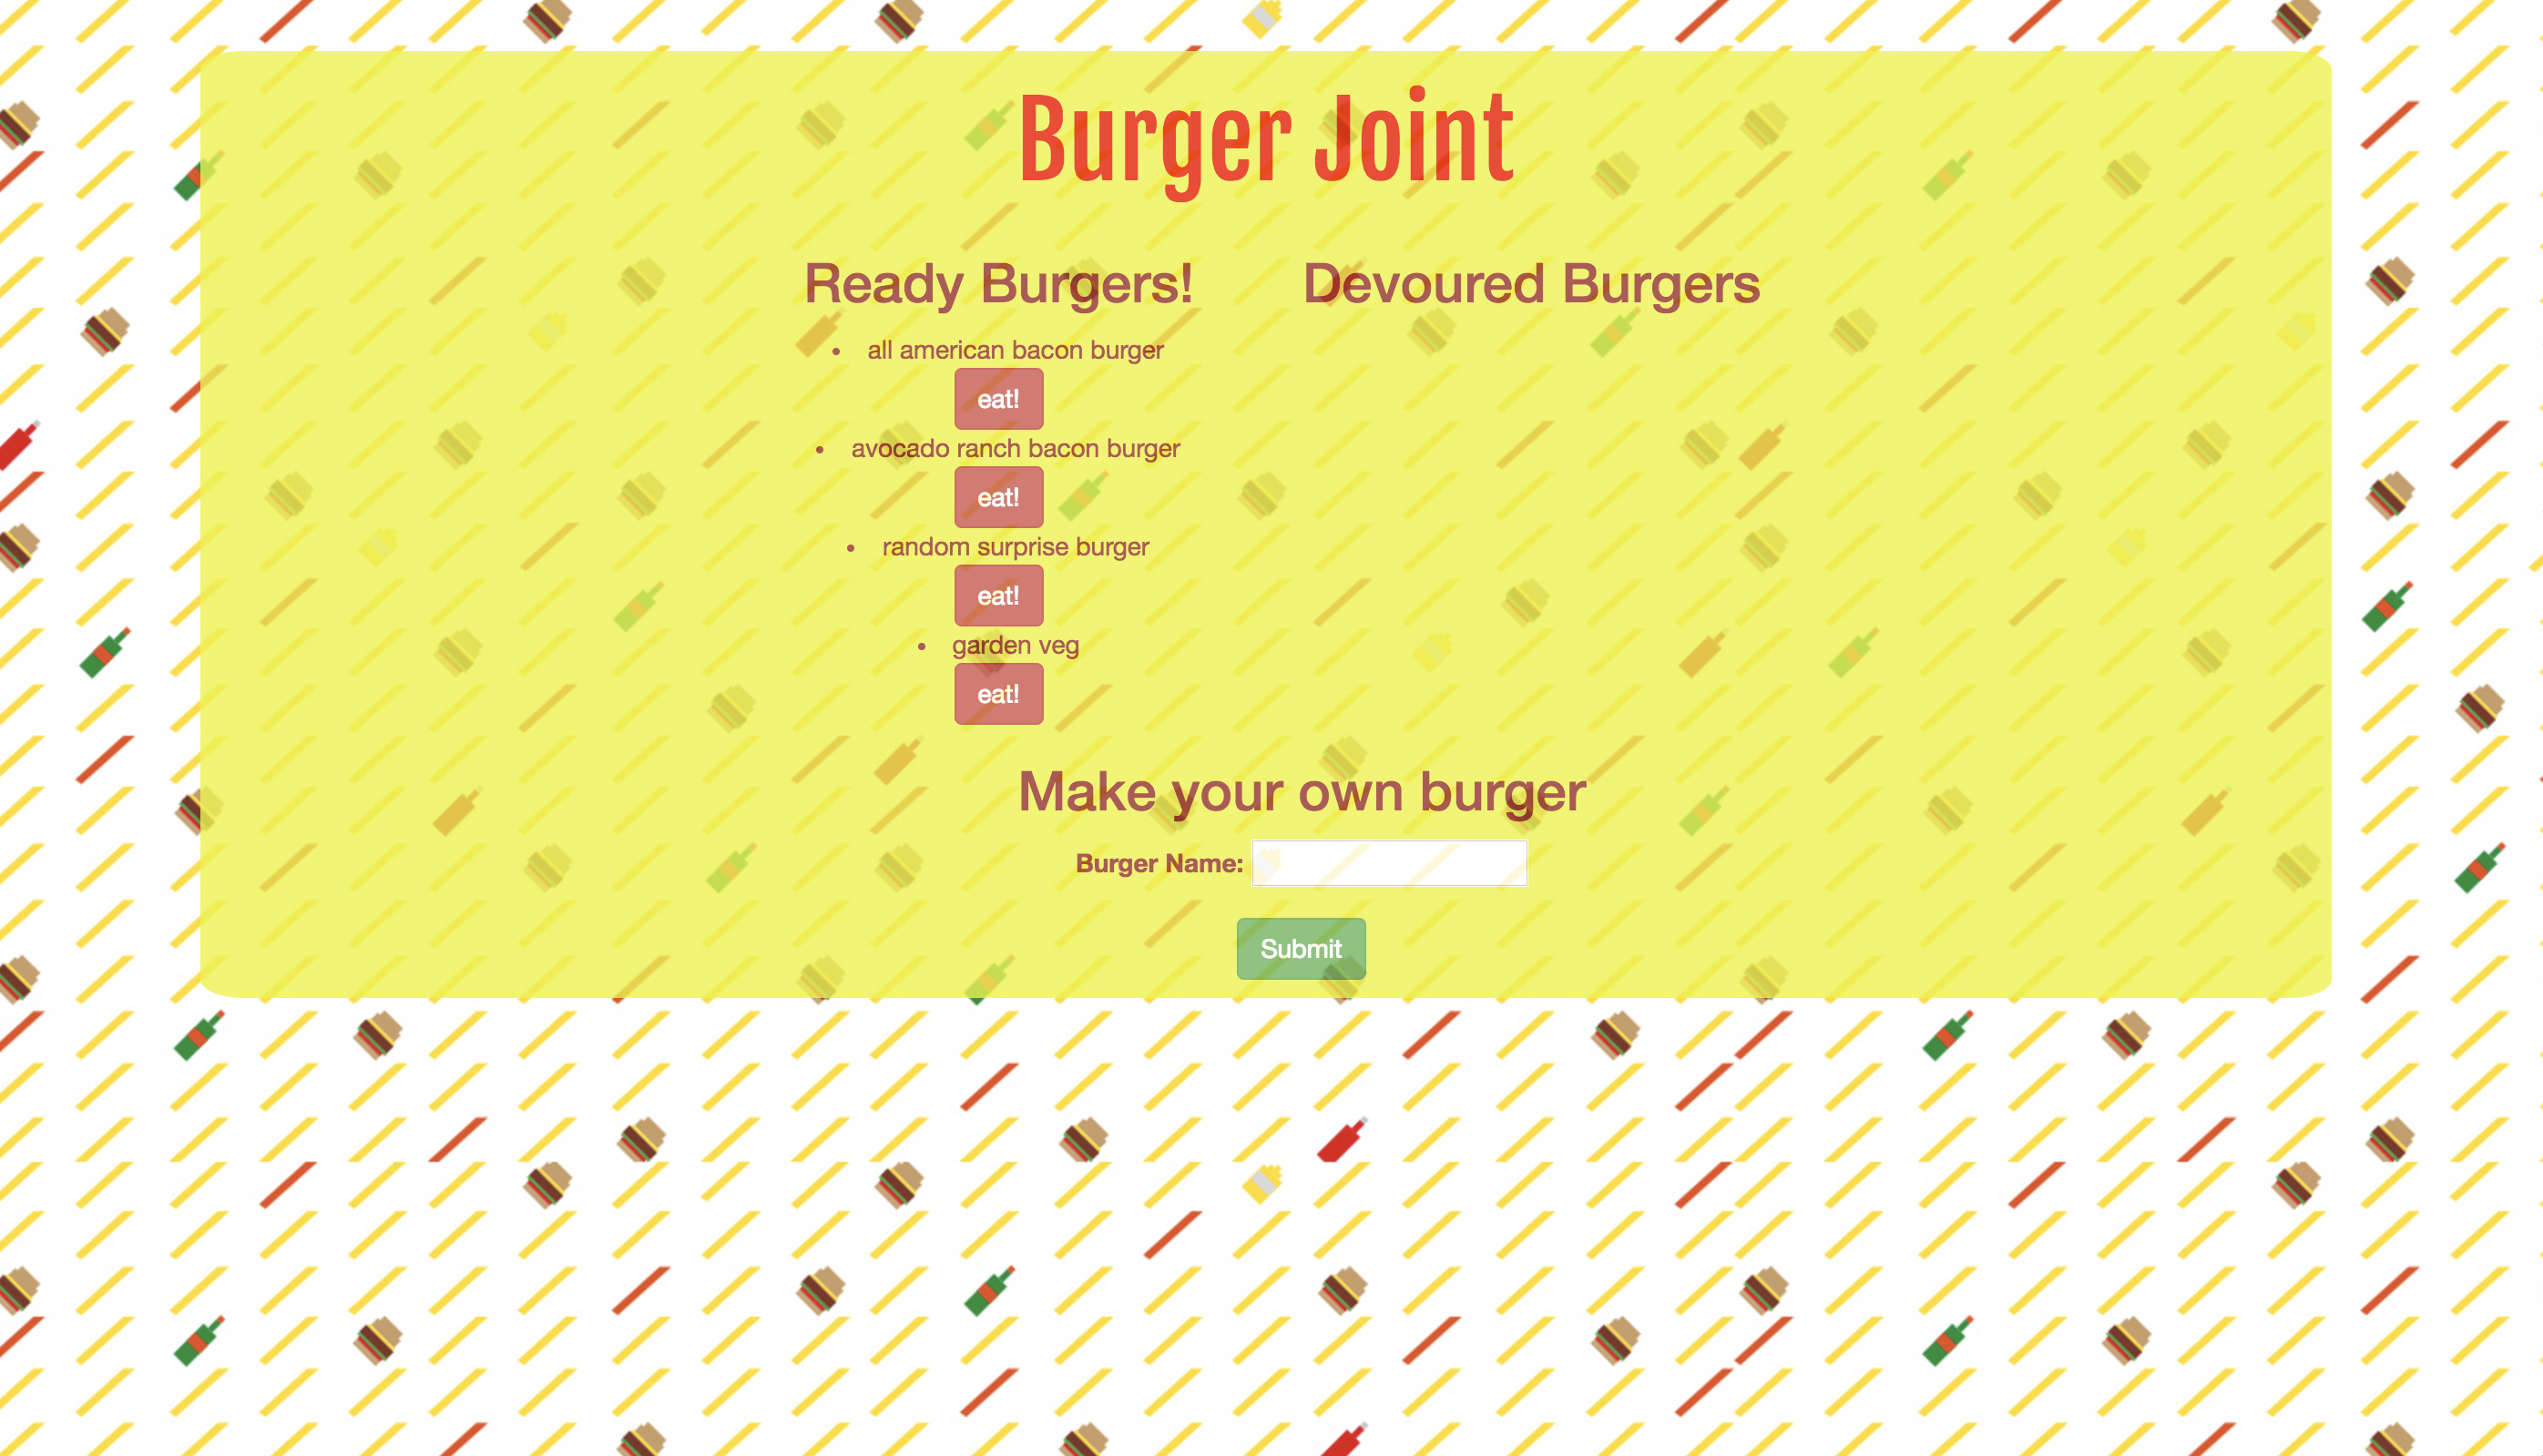 Burger Joint
Ready Burgers!
all american bacon burger
eat!
avocado ranch bacon burger
eat!
random surprise burger
eat!
garden veg
eat!
Devoured Burgers
Make your own burger
Burger Name:
Submit